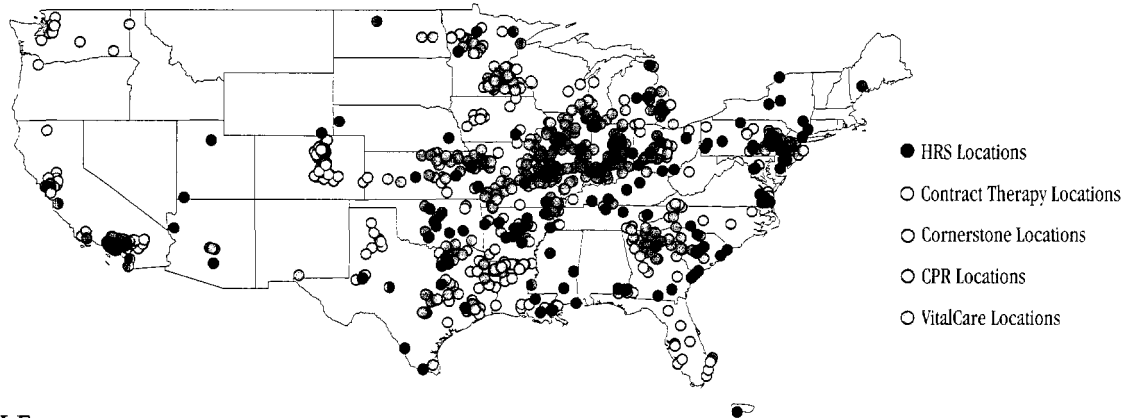 HRS Locations
Contract Therapy Locations
Cornerstone Locations
CPR Locations
VitalCare Locations